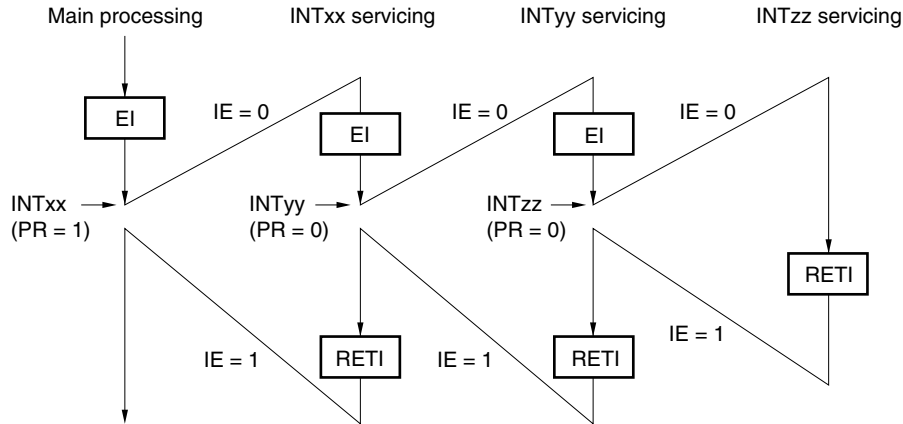 Main processing
INTxx servicing
INTyy servicing
INTzz servicing
EI
IE = 0
EI
IE = 0
EI
IE = 0
INTxx
(PR = 1)
INTyy
(PR = 0)
INTzz
(PR = 0)
RETI
IE = 1
RETI
IE = 1
RETI
IE = 1